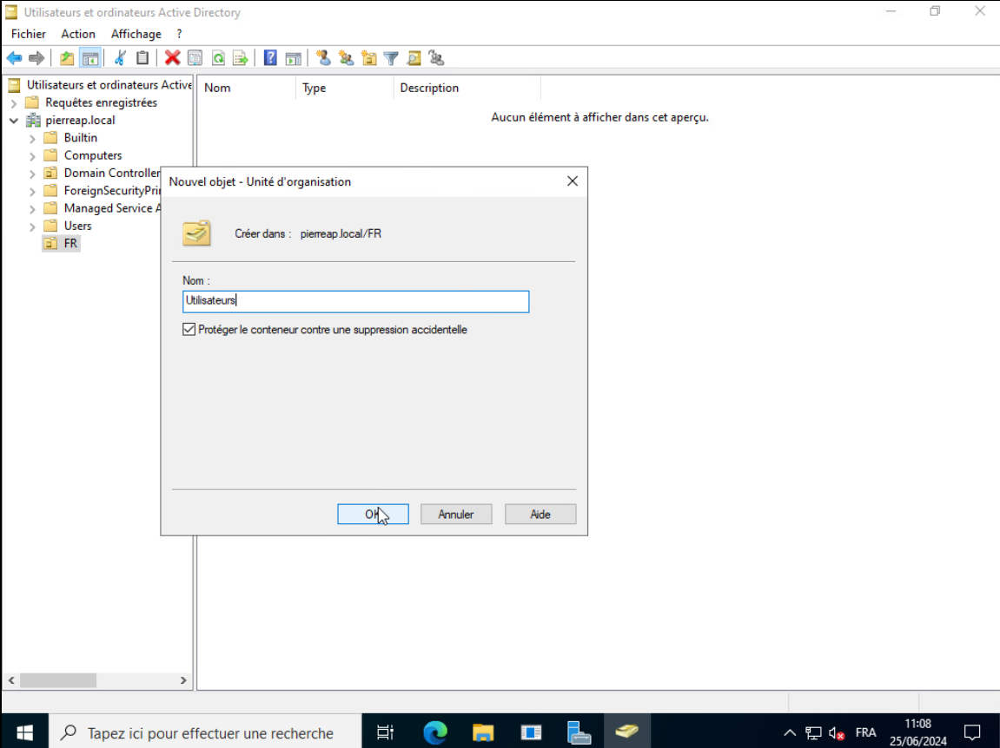 Utilisateurs et ordinateurs Active Directory
Fichier Action Affichage ?
Utilisateurs et ordinateurs Active
Nom Type Description
Requêtes enregistrées
Aucun élément à afficher dans cet aperçu.
pierreap.local
Builtin
Computers
Domain Controller
ForeignSecurityPri
Managed Service A
Users
FR
Nouvel objet - Unité d'organisation
Créer dans : pierreap.local/FR
Nom :
Utilisateurs
Protéger le conteneur contre une suppression accidentelle
OK Annuler Aide
Tapez ici pour effectuer une recherche
FRA
11:08
25/06/2024